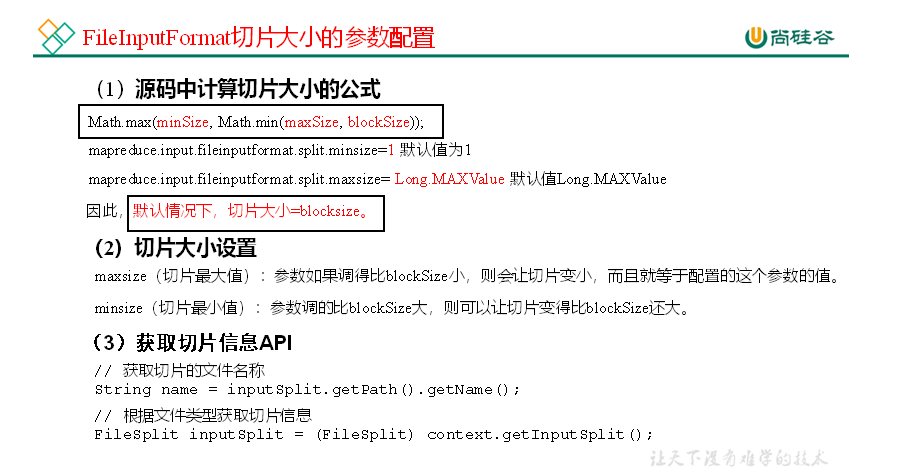 FileInputFormat切片大小的参数配置
尚硅谷
（1）源码中计算切片大小的公式
Math.max(minSize, Math.min(maxSize, blockSize));
mapreduce.input.fileinputformat.split.minsize=1 默认值为1
mapreduce.input.fileinputformat.split.maxsize= Long.MAXValue 默认值Long.MAXValue
因此，默认情况下，切片大小=blocksize。
（2）切片大小设置
maxsize（切片最大值）：参数如果调得比blockSize小，则会让切片变小，而且就等于配置的这个参数的值。
minsize（切片最小值）：参数调的比blockSize大，则可以让切片变得比blockSize还大。
（3）获取切片信息API
// 获取切片的文件名称
String name = inputSplit.getPath().getName();
// 根据文件类型获取切片信息
FileSplit inputSplit = (FileSplit) context.getInputSplit();
让天下没有难学的技术